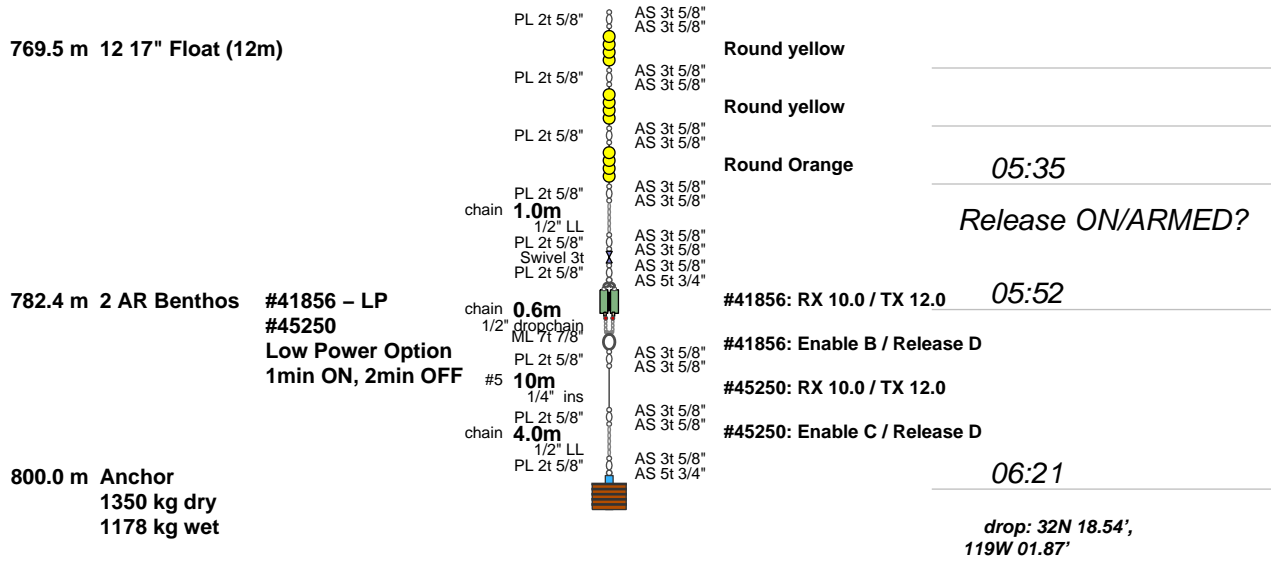 PL 2t 5/8" AS 3t 5/8"
AS 3t 5/8"
769.5 m 12 17" Float (12m) Round yellow
PL 2t 5/8" AS 3t 5/8"
AS 3t 5/8"
Round yellow
PL 2t 5/8" AS 3t 5/8"
AS 3t 5/8"
Round Orange 05:35
PL 2t 5/8" AS 3t 5/8"
AS 3t 5/8"
chain 1.0m
1/2" LL Release ON/ARMED?
PL 2t 5/8" AS 3t 5/8"
AS 3t 5/8"
Swivel 3t AS 3t 5/8"
PL 2t 5/8" AS 5t 3/4"
782.4 m 2 AR Benthos #41856 – LP #41856: RX 10.0 / TX 12.0 05:52
chain 0.6m
#45250 1/2" dropchain
ML 7t 7/8" #41856: Enable B / Release D
Low Power Option PL 2t 5/8" AS 3t 5/8"
AS 3t 5/8"
1min ON, 2min OFF #5 10m #45250: RX 10.0 / TX 12.0
1/4" ins
PL 2t 5/8" AS 3t 5/8"
AS 3t 5/8"
chain 4.0m #45250: Enable C / Release D
1/2" LL
PL 2t 5/8" AS 3t 5/8"
AS 5t 3/4"
800.0 m Anchor 06:21
1350 kg dry
1178 kg wet drop: 32N 18.54',
119W 01.87'